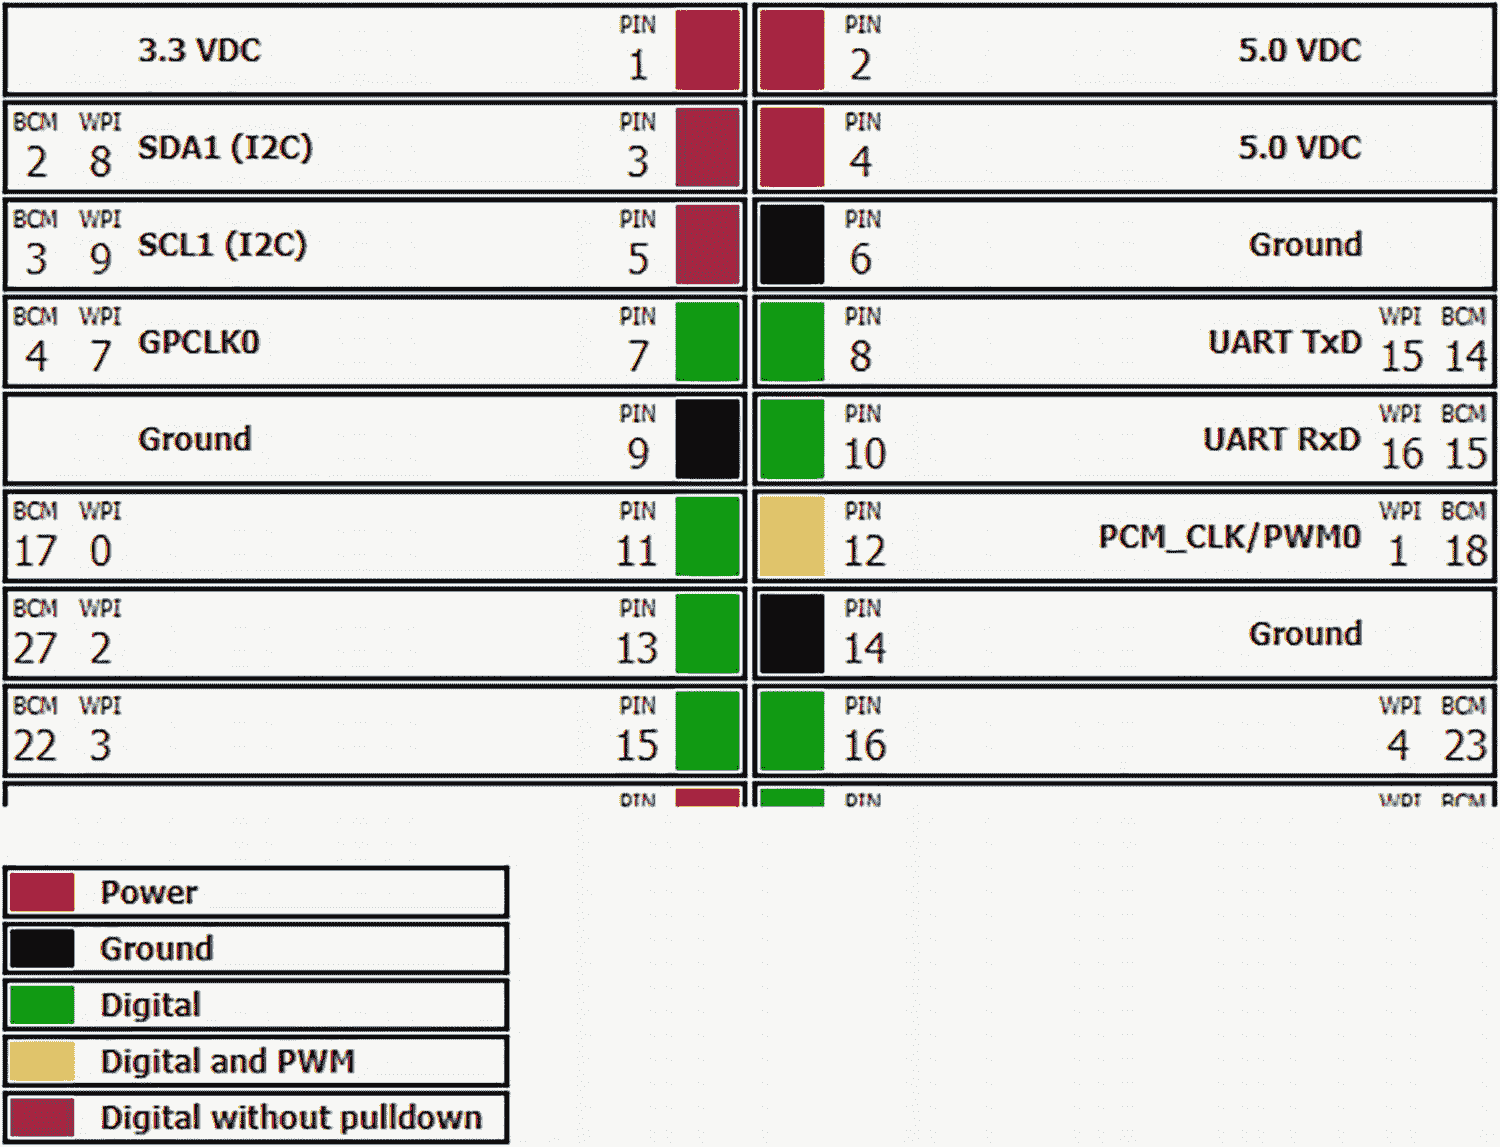 3.3 VDC PIN 1 PIN 2 5.0 VDC
BCM 2 WPI 8 SDA1 (I2C) PIN 3 PIN 4 5.0 VDC
BCM 3 WPI 9 SCL1 (I2C) PIN 5 PIN 6 Ground
BCM 4 WPI 7 GPCLK0 PIN 7 PIN 8 UART TxD WPI 15 BCM 14
Ground PIN 9 PIN 10 UART RxD WPI 16 BCM 15
BCM 17 WPI 0 PIN 11 PIN 12 PCM_CLK/PWM0 WPI 1 BCM 18
BCM 27 WPI 2 PIN 13 PIN 14 Ground
BCM 22 WPI 3 PIN 15 PIN 16 WPI 4 BCM 23
PIN PIN WPI BCM
Power
Ground
Digital
Digital and PWM
Digital without pulldown